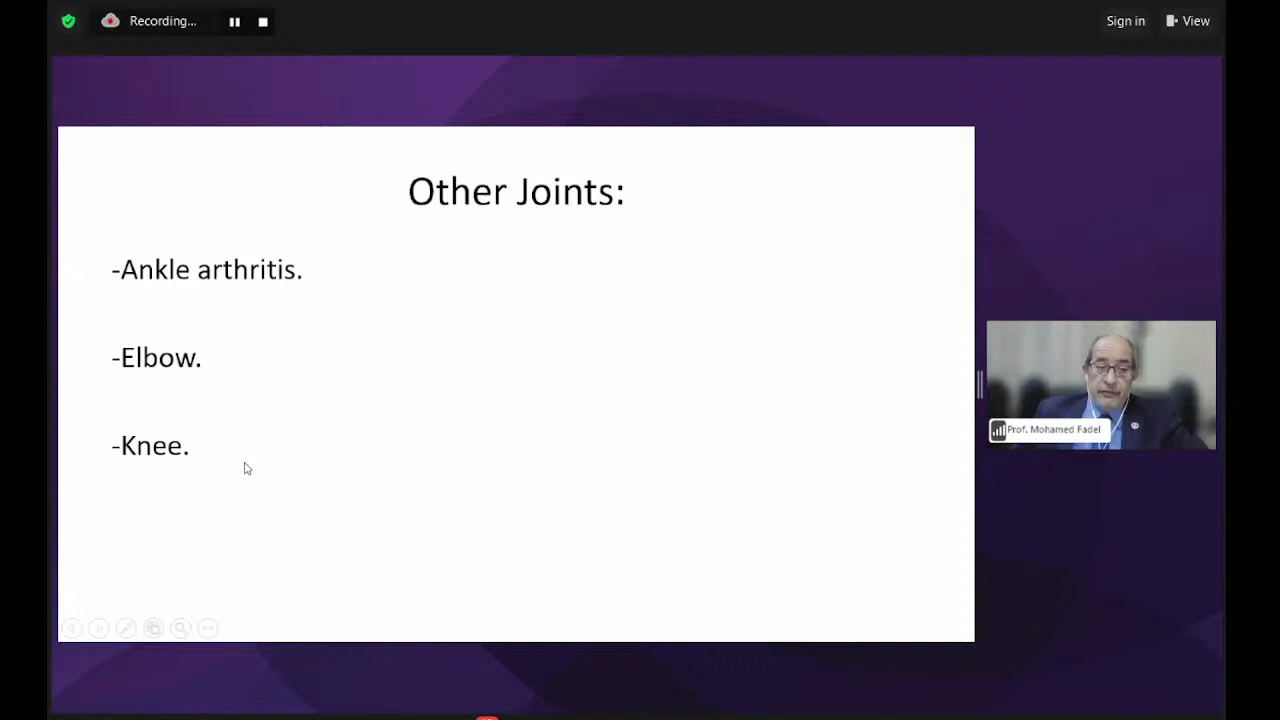 Recording...
Sign in
View
Other Joints:
-Ankle arthritis.
-Elbow.
-Knee.
Prof. Mohamed Fadel